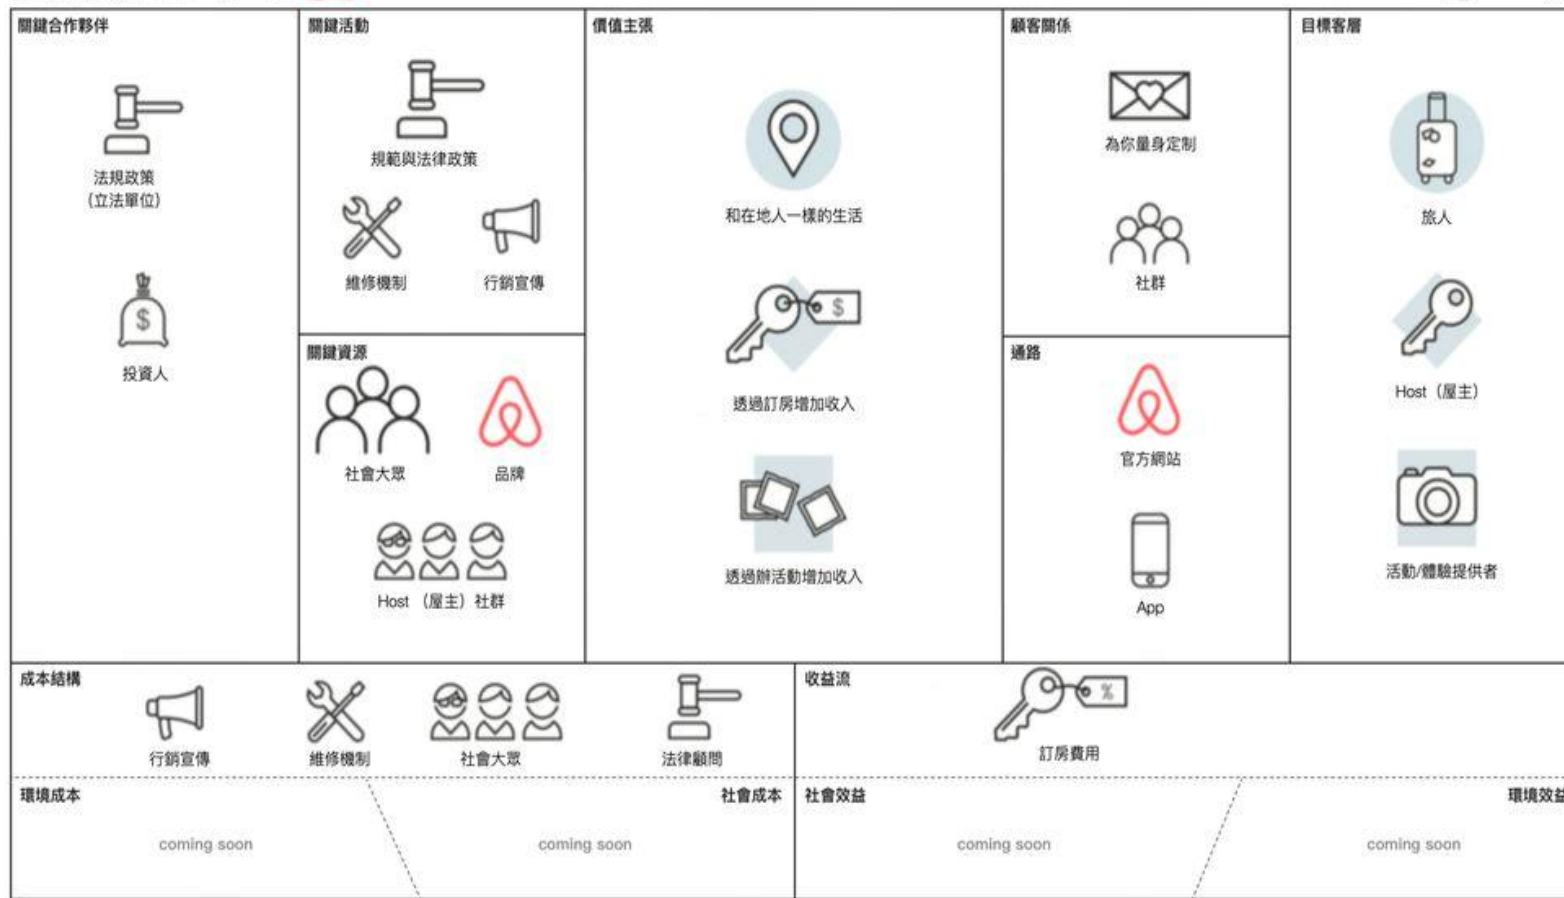 關鍵合作夥伴
法規政策
(立法單位)
$
投資人
關鍵活動
規範與法律政策
維修機制
行銷宣傳
關鍵資源
社會大眾
品牌
Host （屋主）社群
價值主張
和在地人一樣的生活
$
透過訂房增加收入
透過辦活動增加收入
顧客關係
為你量身定制
社群
通路
官方網站
App
目標客層
旅人
Host（屋主）
活動/體驗提供者
成本結構
行銷宣傳
維修機制
社會大眾
法律顧問
收益流
%
訂房費用
環境成本
coming soon
社會成本
coming soon
社會效益
coming soon
環境效益
coming soon